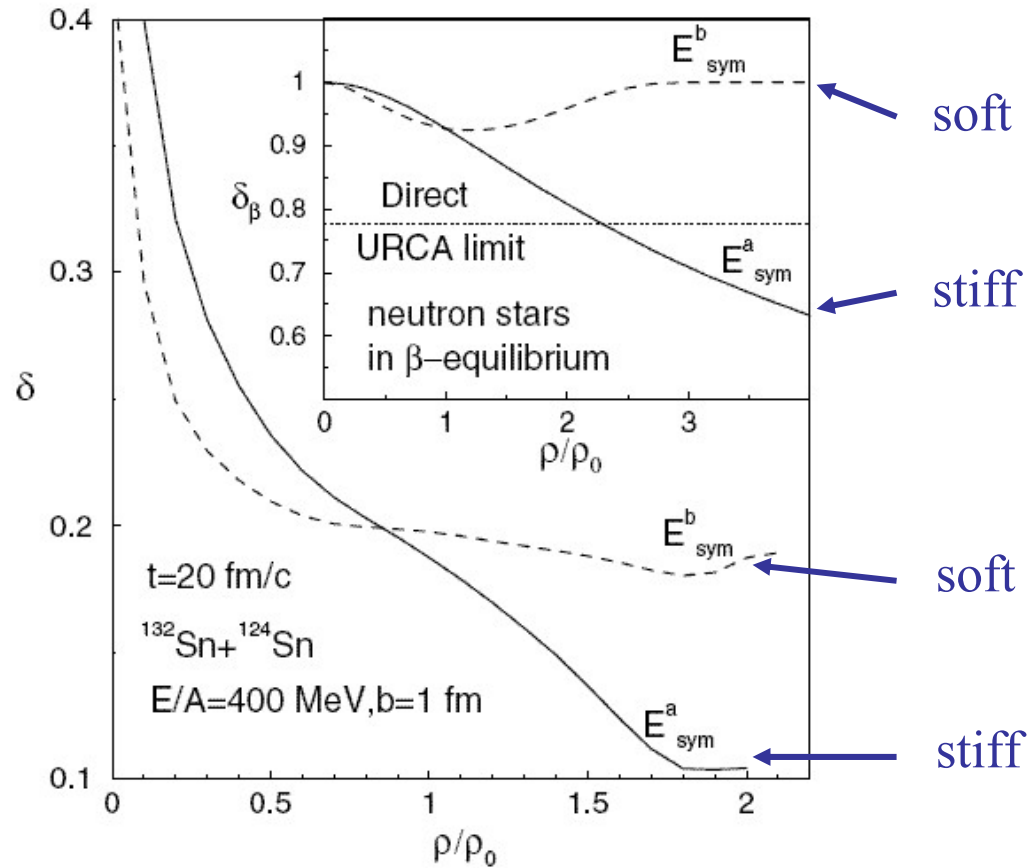 0.4
0.3
δ
0.2
0.1
0
0.5
1
1.5
2
ρ/ρ₀
t=20 fm/c
¹³²Sn+¹²⁴Sn
E/A=400 MeV,b=1 fm
Eᵇsym
Eᵃsym
1
0.9
δᵦ
0.8
0.7
0.6
0
1
2
3
ρ/ρ₀
Eᵇsym
Direct
URCA limit
Eᵃsym
neutron stars
in β−equilibrium
soft
stiff
soft
stiff